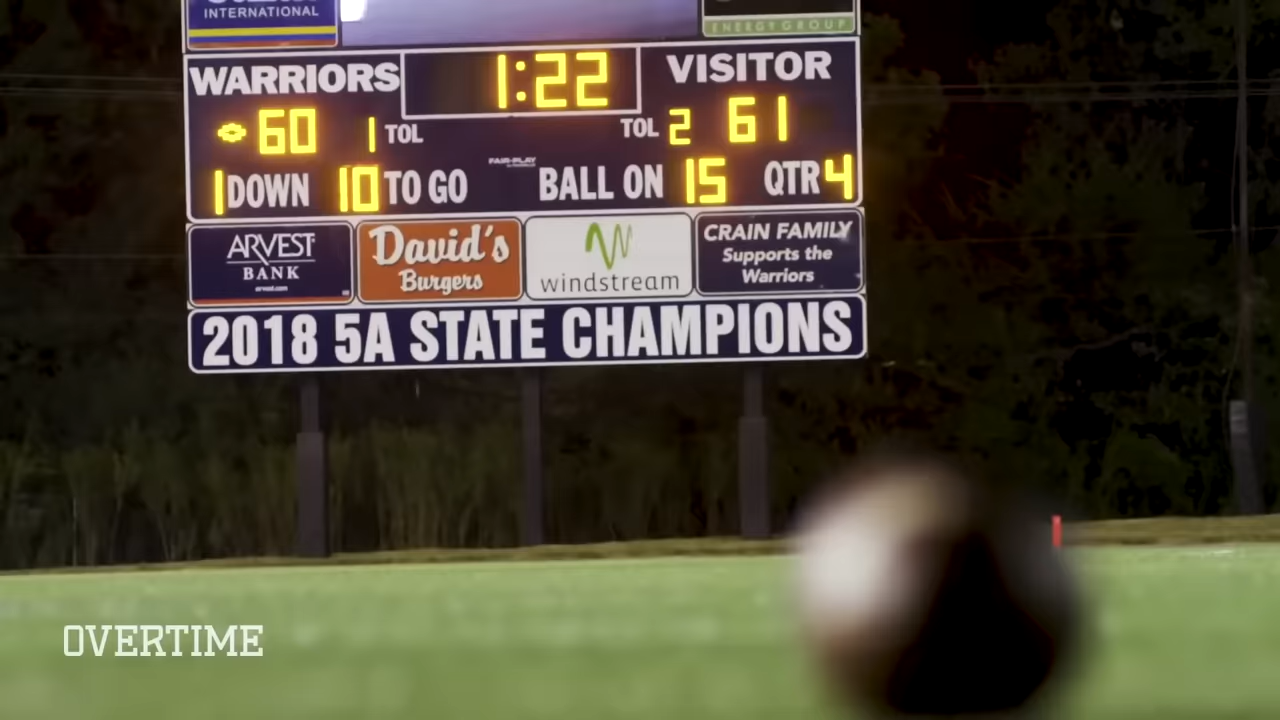 INTERNATIONAL
ENERGY GROUP
WARRIORS 1:22 VISITOR
60 1 TOL TOL 2 61
FAIR-PLAY
1 DOWN 10 TO GO BALL ON 15 QTR 4
ARVEST
BANK
arvest.com
David's
Burgers
windstream
CRAIN FAMILY
Supports the
Warriors
2018 5A STATE CHAMPIONS
OVERTIME